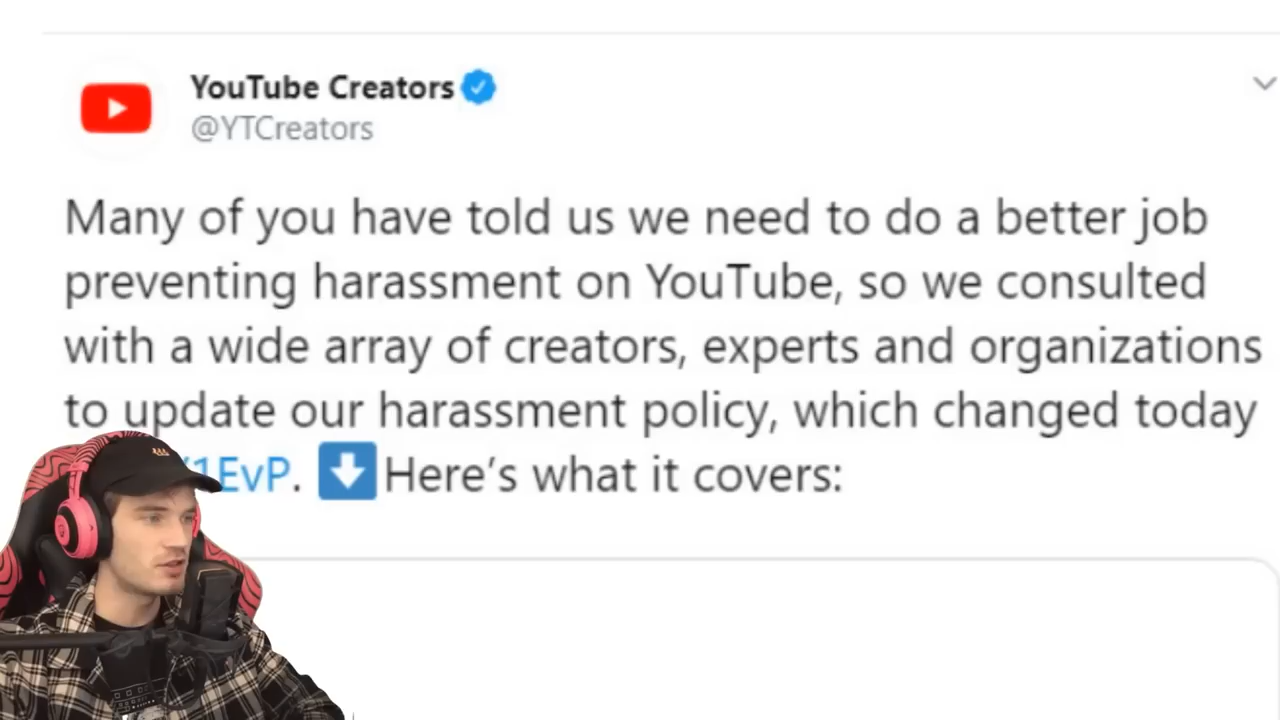 YouTube Creators
@YTCreators
Many of you have told us we need to do a better job
preventing harassment on YouTube, so we consulted
with a wide array of creators, experts and organizations
to update our harassment policy, which changed today
/1EvP. ⬇ Here’s what it covers: